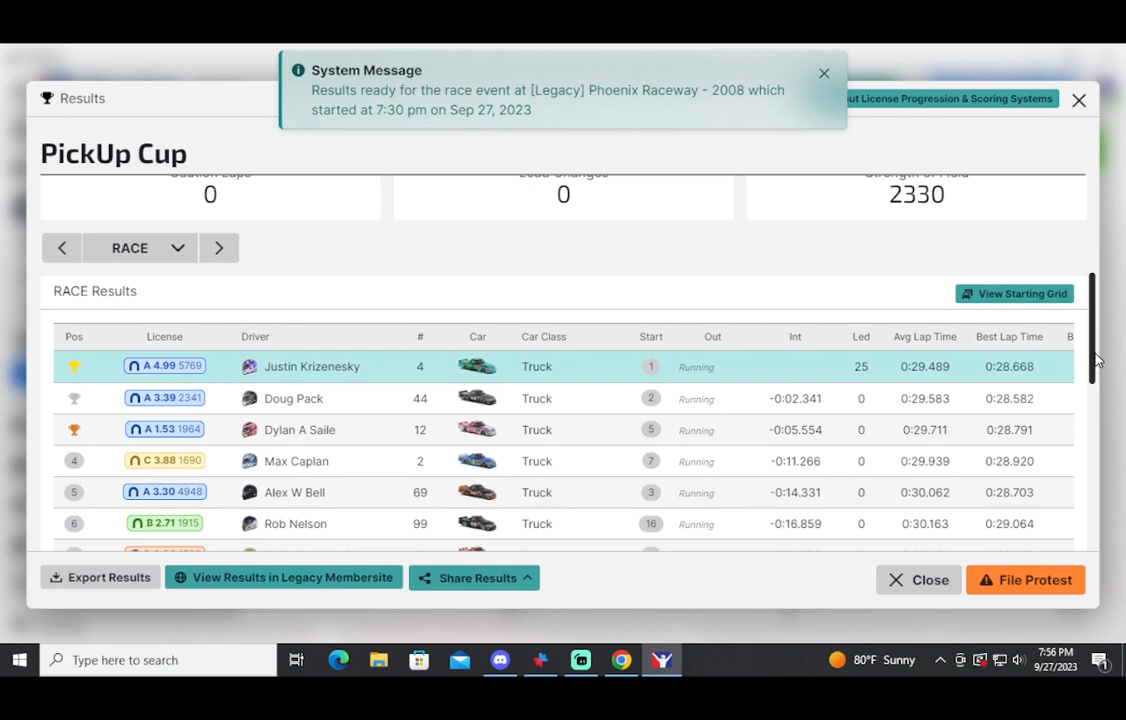 System Message
Results ready for the race event at [Legacy] Phoenix Raceway - 2008 which
started at 7:30 pm on Sep 27, 2023
Results
ut License Progression & Scoring Systems
PickUp Cup
Caution Laps
Lead Changes
Strength of Field
0
0
2330
RACE
RACE Results
View Starting Grid
Pos License Driver # Car Car Class Start Out Int Led Avg Lap Time Best Lap Time B
A 4.99 5769 Justin Krizenesky 4 Truck 1 Running 25 0:29.489 0:28.668
A 3.39 2341 Doug Pack 44 Truck 2 Running -0:02.341 0 0:29.583 0:28.582
A 1.53 1964 Dylan A Saile 12 Truck 5 Running -0:05.554 0 0:29.711 0:28.791
4 C 3.88 1690 Max Caplan 2 Truck 7 Running -0:11.266 0 0:29.939 0:28.920
5 A 3.30 4948 Alex W Bell 69 Truck 3 Running -0:14.331 0 0:30.062 0:28.703
6 B 2.71 1915 Rob Nelson 99 Truck 16 Running -0:16.859 0 0:30.163 0:29.064
Export Results
View Results in Legacy Membersite
Share Results
Close
File Protest
Type here to search
80°F Sunny
7:56 PM
9/27/2023
1